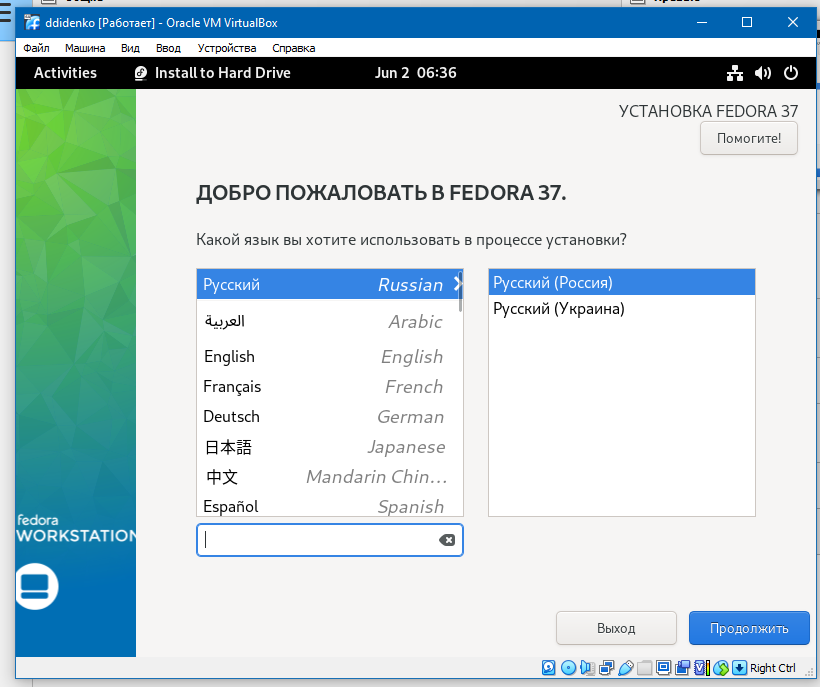 ddidenko [Работает] - Oracle VM VirtualBox
Файл Машина Вид Ввод Устройства Справка
Activities Install to Hard Drive Jun 2 06:36
УСТАНОВКА FEDORA 37
Помогите!
ДОБРО ПОЖАЛОВАТЬ В FEDORA 37.
Какой язык вы хотите использовать в процессе установки?
Русский Russian
العربية Arabic
English English
Français French
Deutsch German
日本語 Japanese
中文 Mandarin Chin...
Español Spanish
Русский (Россия)
Русский (Украина)
fedora
WORKSTATION
Выход Продолжить
Right Ctrl